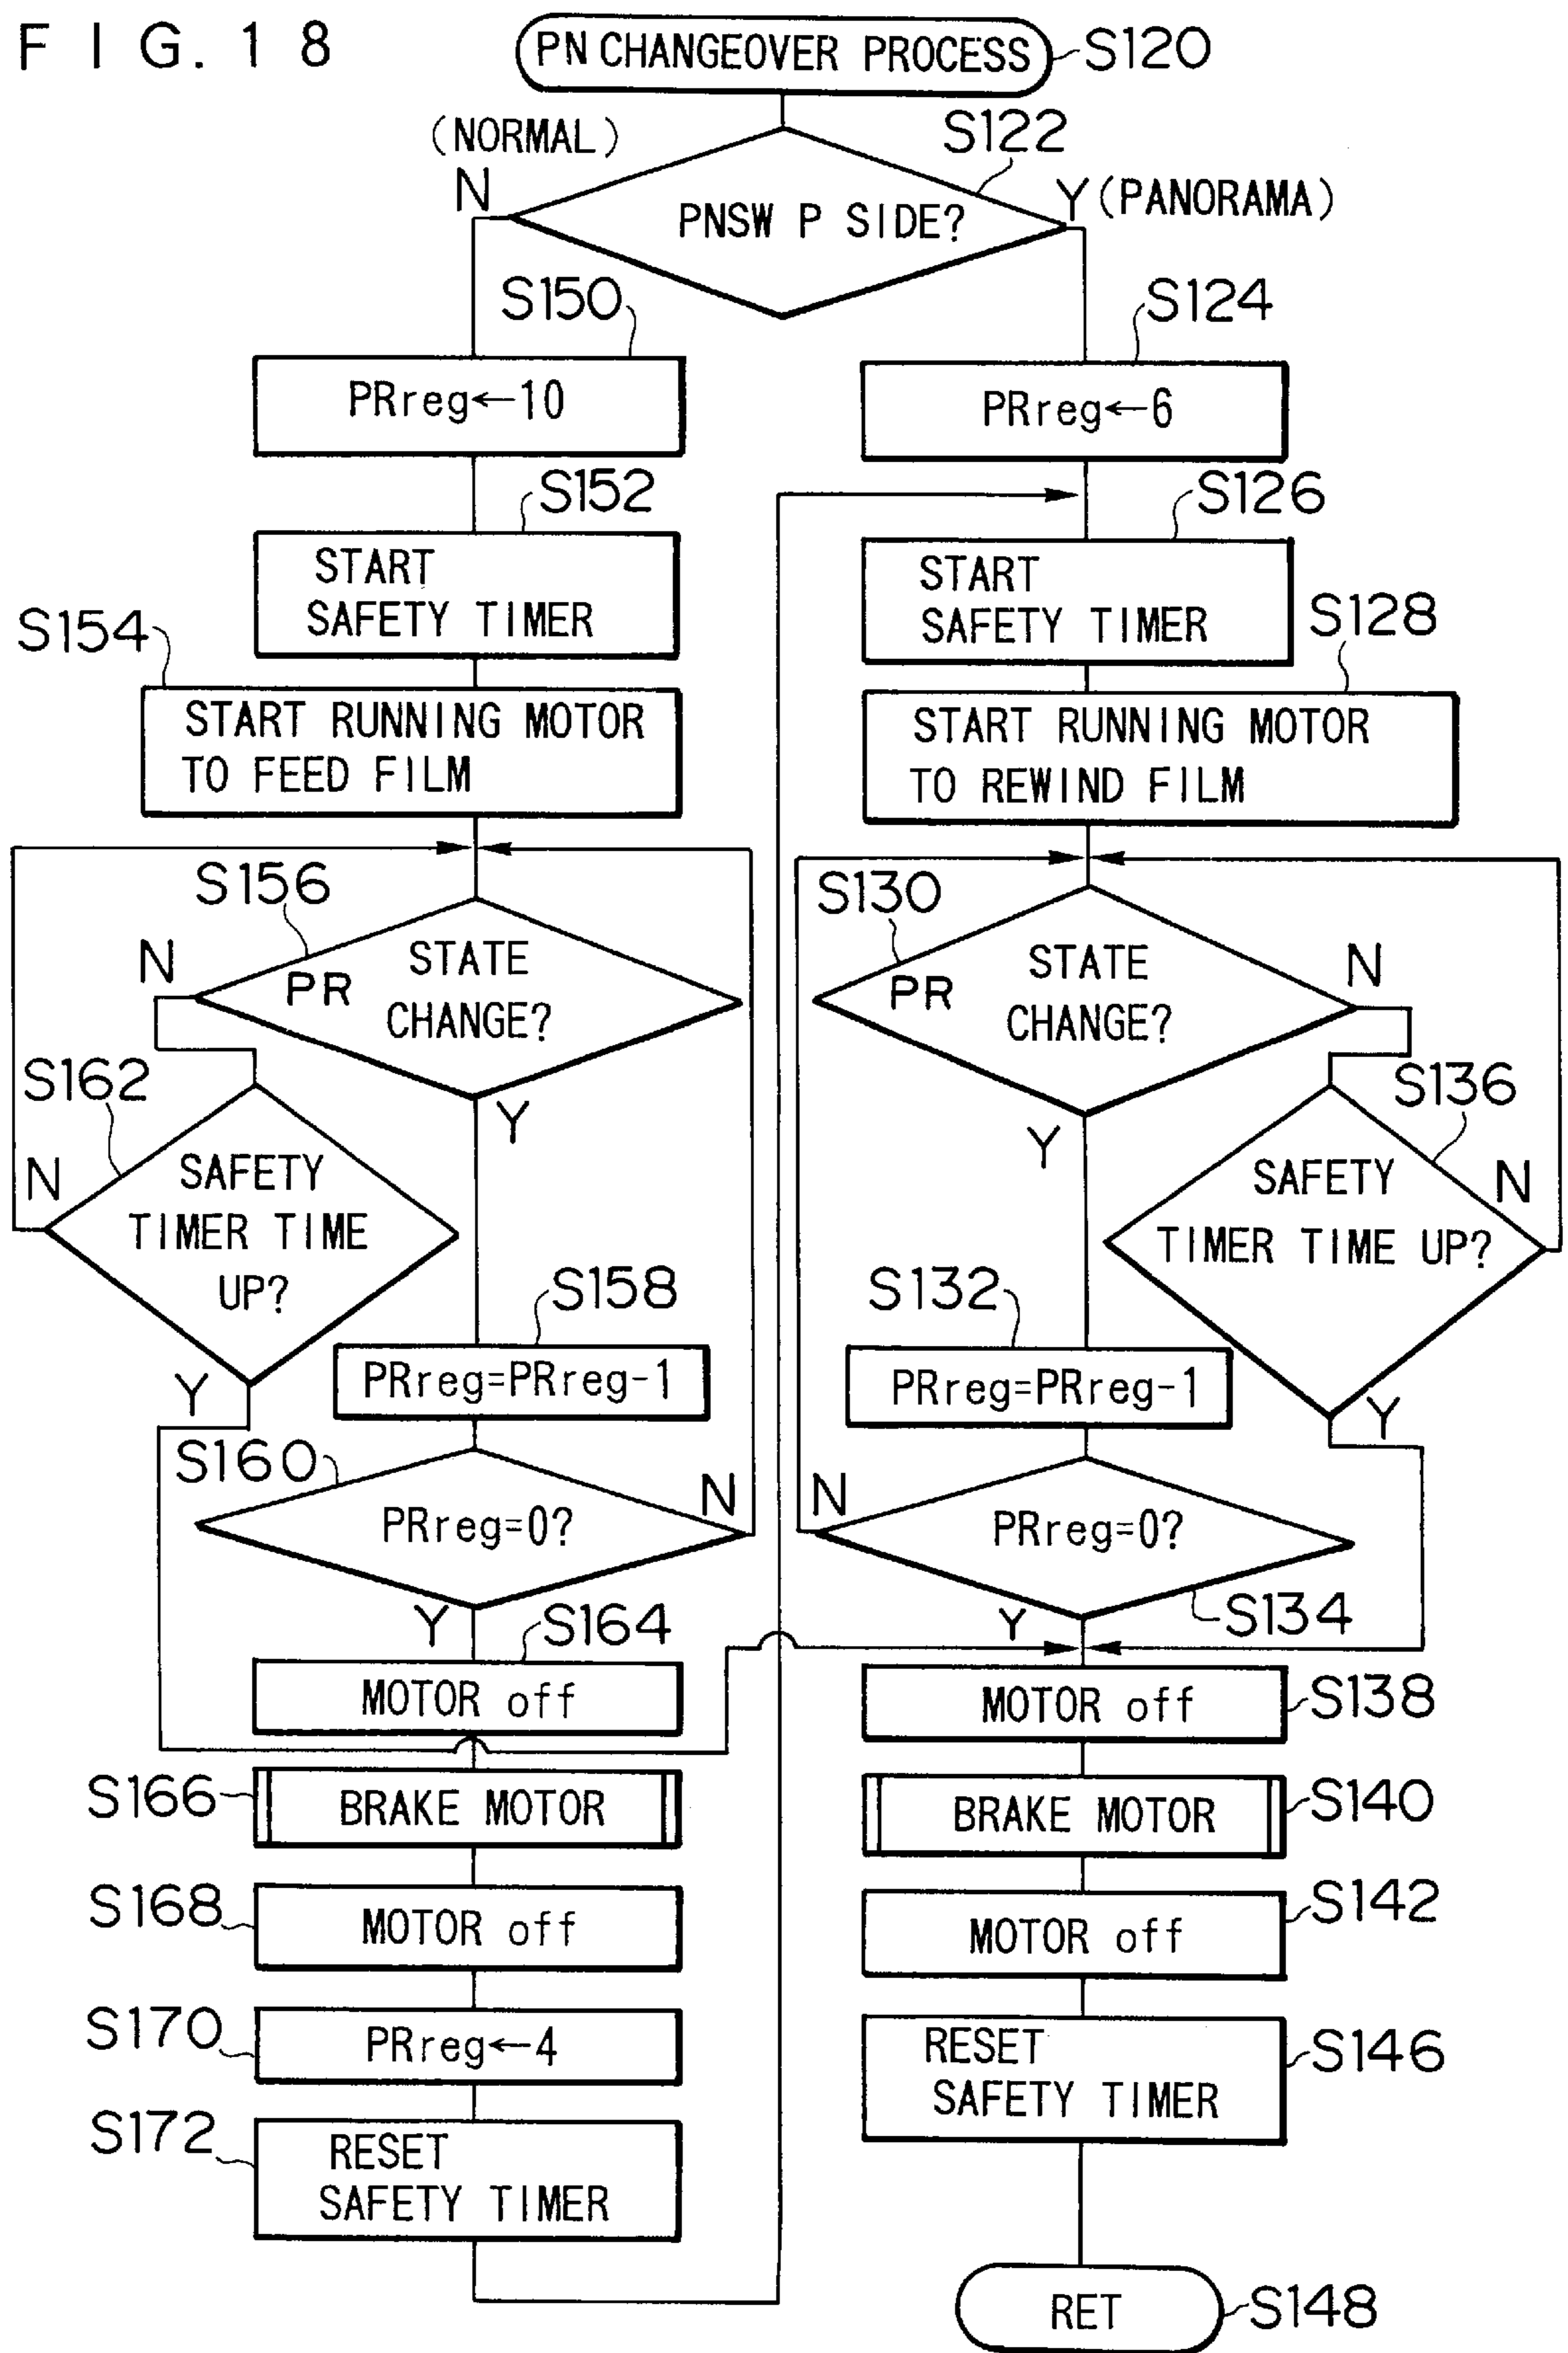 FIG. 18
PN CHANGEOVER PROCESS
S120
(NORMAL)
S122
N
Y (PANORAMA)
PNSW P SIDE?
S150
S124
PRreg←10
PRreg←6
S152
S126
START
SAFETY TIMER
START
SAFETY TIMER
S154
S128
START RUNNING MOTOR
TO FEED FILM
START RUNNING MOTOR
TO REWIND FILM
S156
S130
N
PR STATE
CHANGE?
PR STATE
CHANGE?
N
S162
Y
Y
S136
N
SAFETY
TIMER TIME
UP?
SAFETY
TIMER TIME UP?
N
S158
S132
Y
PRreg=PRreg-1
PRreg=PRreg-1
Y
S160
N
N
PRreg=0?
PRreg=0?
Y
S164
Y
S134
MOTOR off
MOTOR off
S138
S166
BRAKE MOTOR
BRAKE MOTOR
S140
S168
MOTOR off
MOTOR off
S142
S170
PRreg←4
RESET
SAFETY TIMER
S146
S172
RESET
SAFETY TIMER
RET
S148